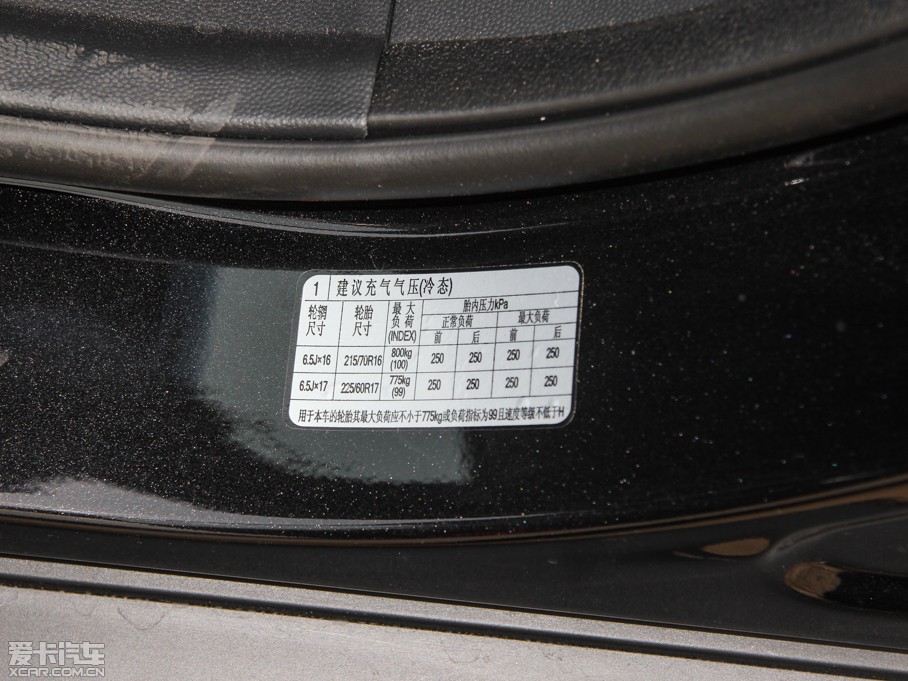 1 建议充气气压(冷态)
轮辋尺寸 轮胎尺寸 最大负荷(INDEX) 胎内压力kPa
正常负荷 最大负荷
前 后 前 后
6.5J×16 215/70R16 800kg (100) 250 250 250 250
6.5J×17 225/60R17 775kg (99) 250 250 250 250
用于本车的轮胎其最大负荷应不小于775kg或负荷指标为99且速度等级不低于H
爱卡汽车
XCAR.COM.CN